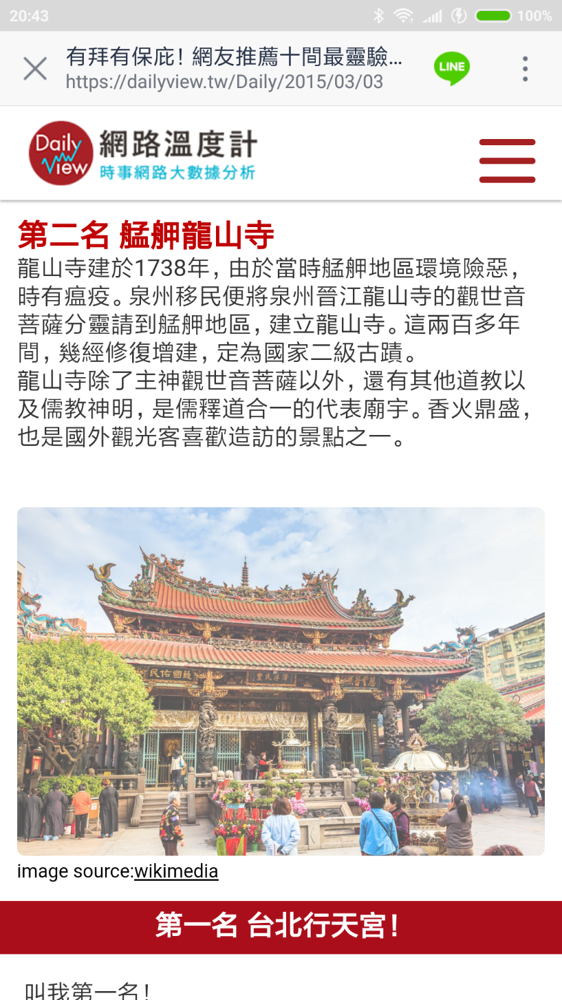 20:43
100%
有拜有保庇！網友推薦十間最靈驗...
https://dailyview.tw/Daily/2015/03/03
LINE
Daily View
網路溫度計
時事網路大數據分析
第二名 艋舺龍山寺
龍山寺建於1738年，由於當時艋舺地區環境險惡，
時有瘟疫。泉州移民便將泉州晉江龍山寺的觀世音
菩薩分靈請到艋舺地區，建立龍山寺。這兩百多年
間，幾經修復增建，定為國家二級古蹟。
龍山寺除了主神觀世音菩薩以外，還有其他道教以
及儒教神明，是儒釋道合一的代表廟宇。香火鼎盛，
也是國外觀光客喜歡造訪的景點之一。
民佑國護
image source:wikimedia
第一名 台北行天宮！
叫我第一名！